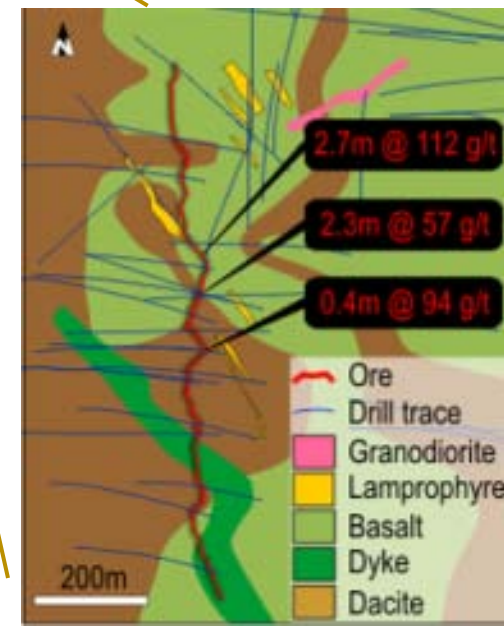 N
2.7m @ 112 g/t
2.3m @ 57 g/t
0.4m @ 94 g/t
Ore
Drill trace
Granodiorite
Lamprophyre
Basalt
Dyke
Dacite
200m